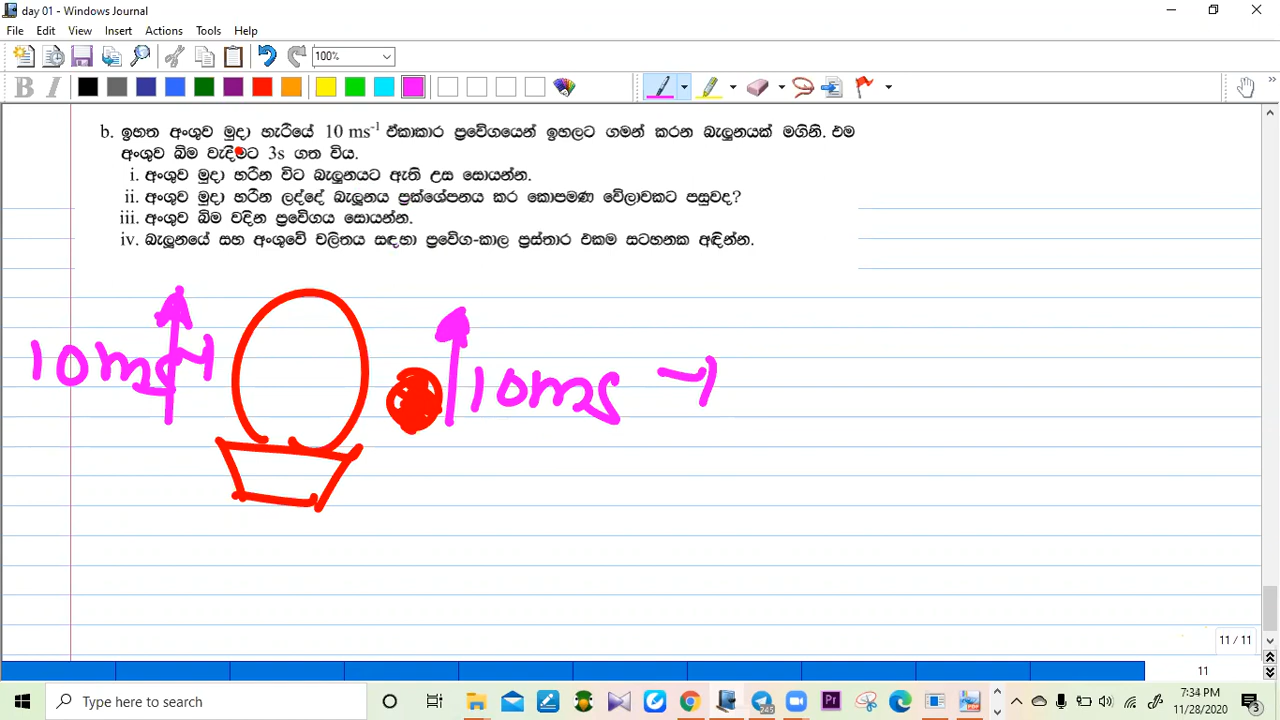 day 01 - Windows Journal
File Edit View Insert Actions Tools Help
100%
B I
b. ඉහත අංශුව මුදා හැරියේ 10 ms-1 ඒකාකාර ප්‍රවේගයෙන් ඉහලට ගමන් කරන බැලුනයක් මගිනි. එම
අංශුව බිම වැදීමට 3s ගත විය.
i. අංශුව මුදා හරින විට බැලූනයට ඇති උස සොයන්න.
ii. අංශුව මුදා හරින ලද්දේ බැලූනය ප්‍රක්ශේපනය කර කොපමණ වේලාවකට පසුවද?
iii. අංශුව බිම වදින ප්‍රවේගය සොයන්න.
iv. බැලූනයේ සහ අංශුවේ චලිතය සඳහා ප්‍රවේග-කාල ප්‍රස්තාර එකම සටහනක අඳින්න.
10ms-1
10ms -1
11 / 11
11
Type here to search
245
Pr
7:34 PM
11/28/2020
3